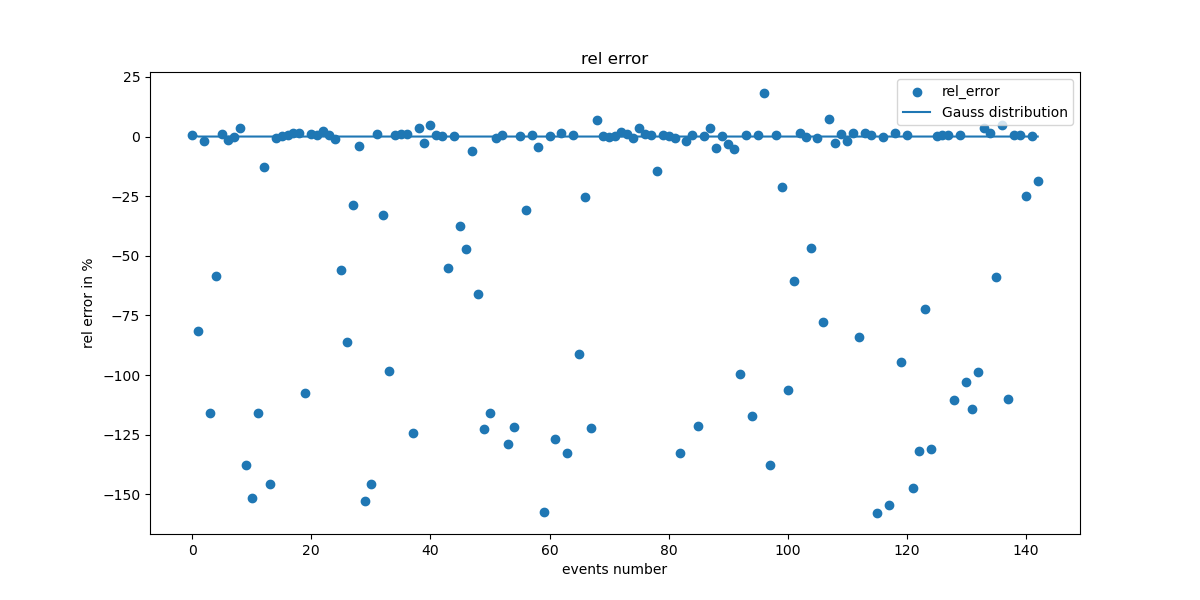 rel error
rel_error
Gauss distribution
25
0
−25
−50
−75
−100
−125
−150
rel error in %
0 20 40 60 80 100 120 140
events number